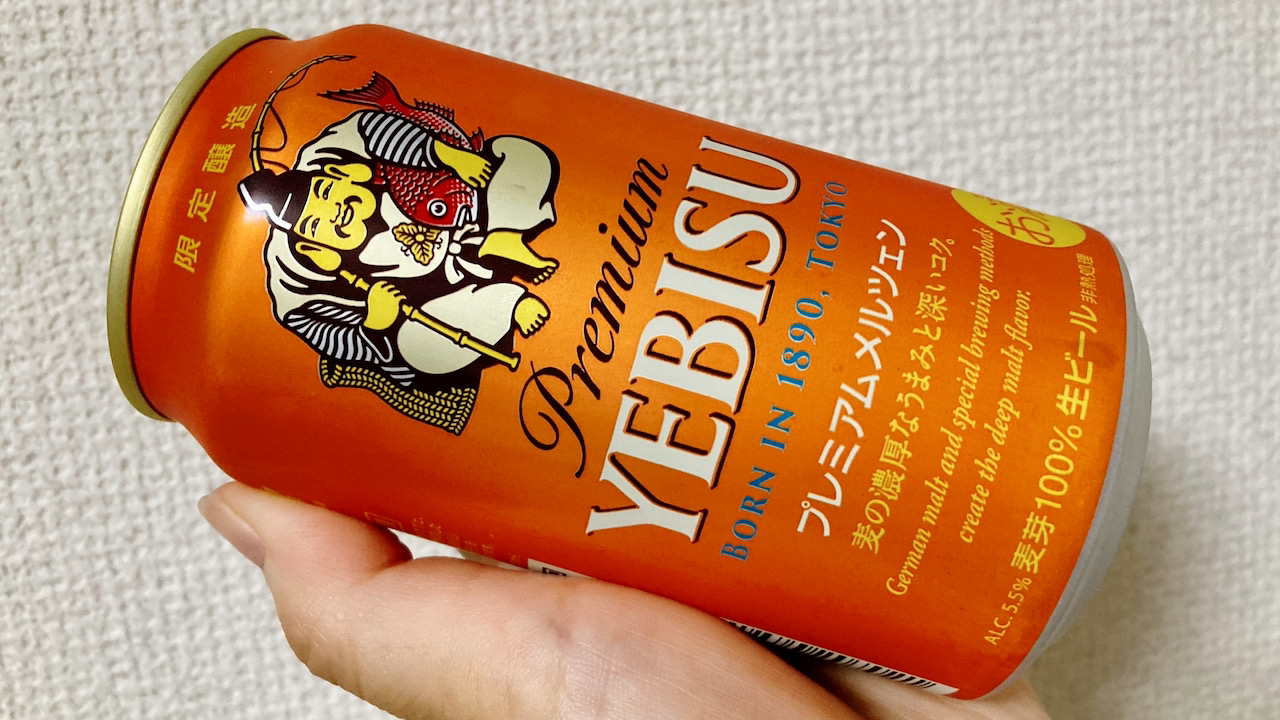 限定醸造
Premium
YEBISU
BORN IN 1890, TOKYO
プレミアムメルツェン
麦の濃厚なうまみと深いコク。
German malt and special brewing methods
create the deep malt flavor.
ALC.5.5% 麦芽100% 生ビール 非熱処理